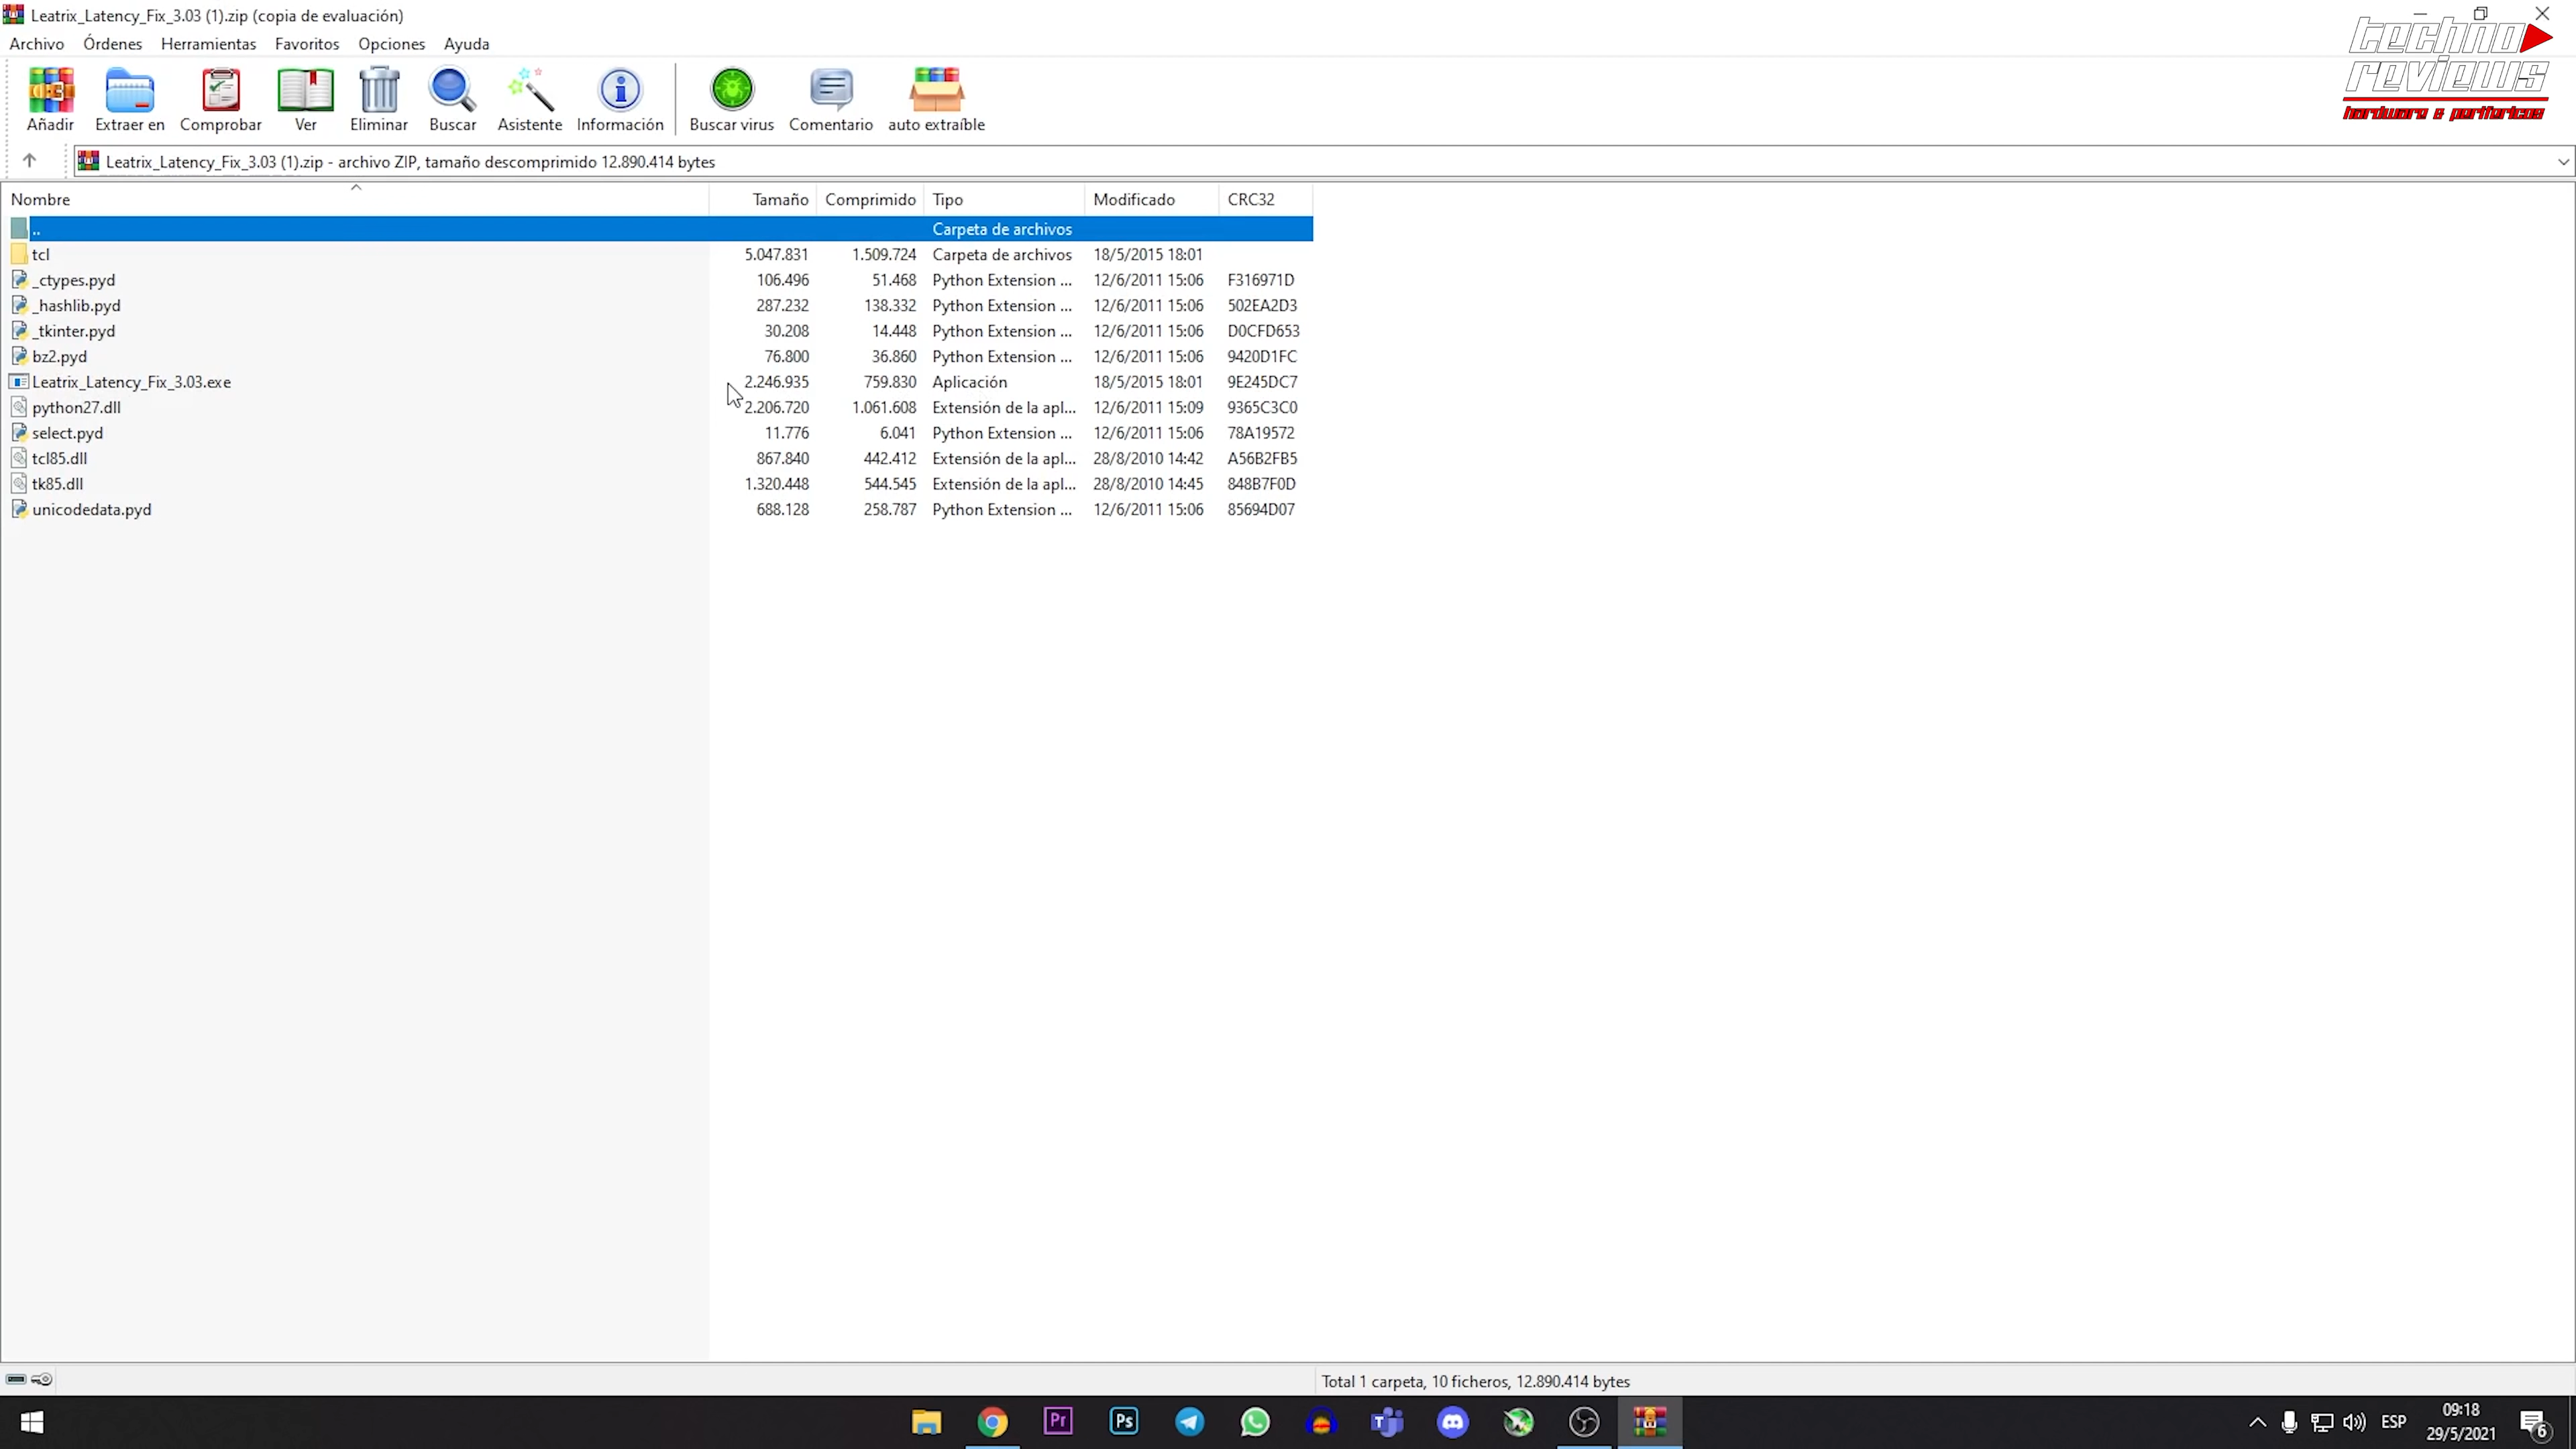 Leatrix_Latency_Fix_3.03 (1).zip (copia de evaluación)
Archivo Órdenes Herramientas Favoritos Opciones Ayuda
techno
reviews
hardware & perifericos
Añadir Extraer en Comprobar Ver Eliminar Buscar Asistente Información Buscar virus Comentario auto extraíble
Leatrix_Latency_Fix_3.03 (1).zip - archivo ZIP, tamaño descomprimido 12.890.414 bytes
Nombre Tamaño Comprimido Tipo Modificado CRC32
.. Carpeta de archivos
tcl 5.047.831 1.509.724 Carpeta de archivos 18/5/2015 18:01
_ctypes.pyd 106.496 51.468 Python Extension ... 12/6/2011 15:06 F316971D
_hashlib.pyd 287.232 138.332 Python Extension ... 12/6/2011 15:06 502EA2D3
_tkinter.pyd 30.208 14.448 Python Extension ... 12/6/2011 15:06 D0CFD653
bz2.pyd 76.800 36.860 Python Extension ... 12/6/2011 15:06 9420D1FC
Leatrix_Latency_Fix_3.03.exe 2.246.935 759.830 Aplicación 18/5/2015 18:01 9E245DC7
python27.dll 2.206.720 1.061.608 Extensión de la apl... 12/6/2011 15:09 9365C3C0
select.pyd 11.776 6.041 Python Extension ... 12/6/2011 15:06 78A19572
tcl85.dll 867.840 442.412 Extensión de la apl... 28/8/2010 14:42 A56B2FB5
tk85.dll 1.320.448 544.545 Extensión de la apl... 28/8/2010 14:45 848B7F0D
unicodedata.pyd 688.128 258.787 Python Extension ... 12/6/2011 15:06 85694D07
Total 1 carpeta, 10 ficheros, 12.890.414 bytes
Pr Ps ESP 09:18
29/5/2021 6